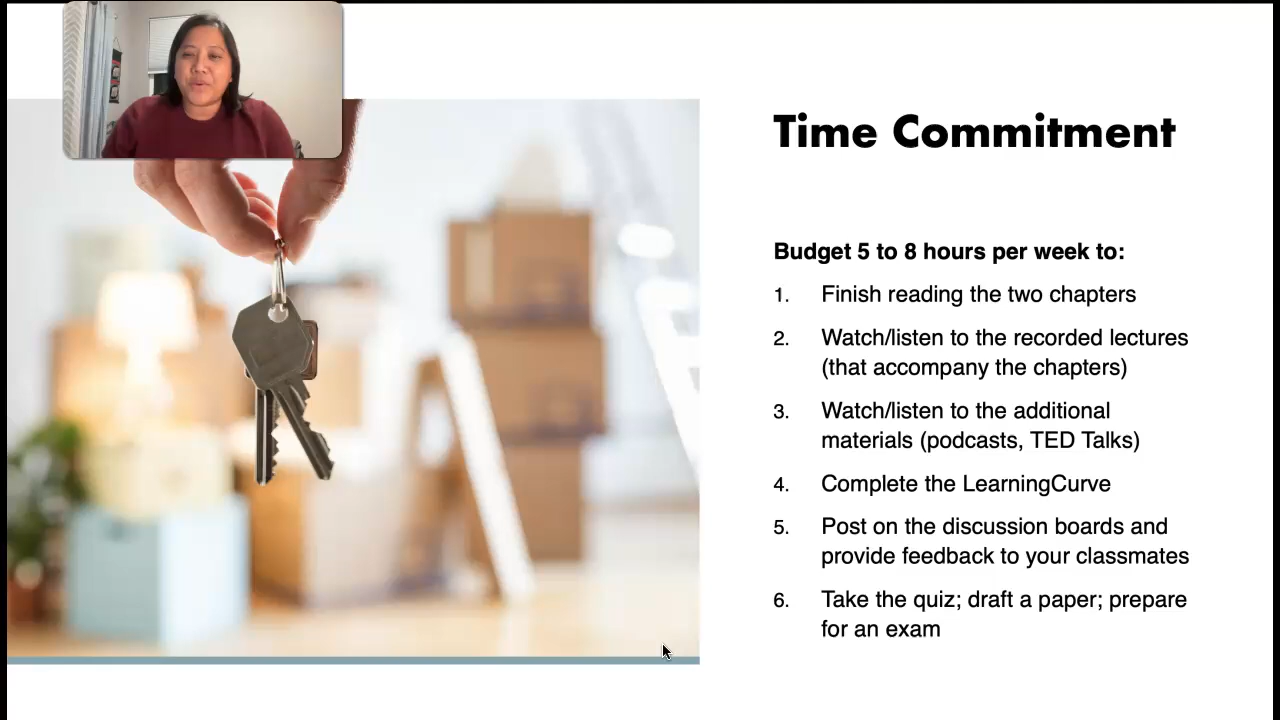 Time Commitment
Budget 5 to 8 hours per week to:
1. Finish reading the two chapters
2. Watch/listen to the recorded lectures
(that accompany the chapters)
3. Watch/listen to the additional
materials (podcasts, TED Talks)
4. Complete the LearningCurve
5. Post on the discussion boards and
provide feedback to your classmates
6. Take the quiz; draft a paper; prepare
for an exam